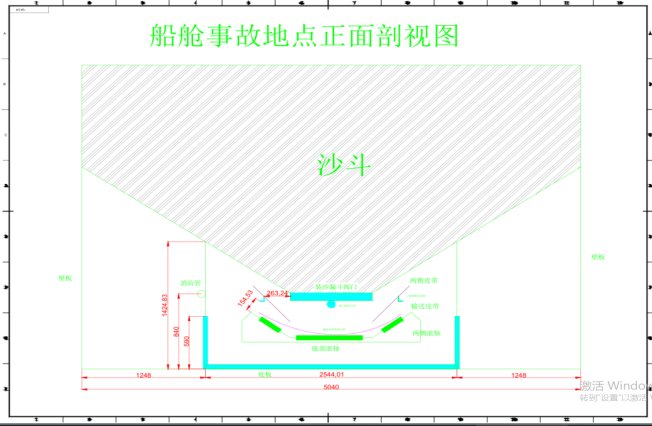 船舱事故地点正面剖视图
沙斗
壁板
壁板
消防管
装沙漏斗阀门
两侧皮带
输送皮带
两侧滚轴
底部滚轴
底板
154,53
263,24
1424,83
840
590
1248
2544,01
1248
5040
激活 Window
转到"设置"以激活